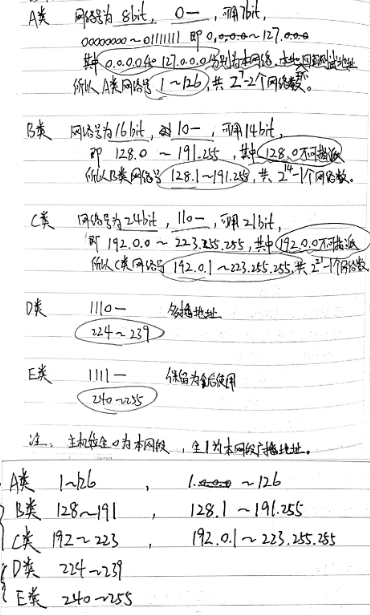 A类 网络号为8bit, 0—, 可用7bit,
00000000~01111111 即 0.0.0.0~127.0.0.0
其中 0.0.0.0和127.0.0.0分别为本网络、本地回环测试地址
所以A类网络号 1~126, 共 2^7-2个网络数。
B类 网络号为16bit, 10—, 可用14bit,
即 128.0 ~ 191.255, 其中 128.0不可指派
所以B类网络号 128.1~191.255, 共 2^14-1个网络数。
C类 网络号为24bit, 110—, 可用21bit,
即 192.0.0 ~ 223.255.255, 其中 192.0.0不可指派
所以C类网络号 192.0.1~223.255.255, 共 2^21-1个网络数
D类 1110— 多播地址
224~239
E类 1111— 保留为今后使用
240~255
注、主机位全0为本网段, 全1为本网段广播地址。
A类 1~126, 1 ~ 126
B类 128~191, 128.1 ~ 191.255
C类 192~223, 192.0.1 ~ 223.255.255
D类 224~239
E类 240~255